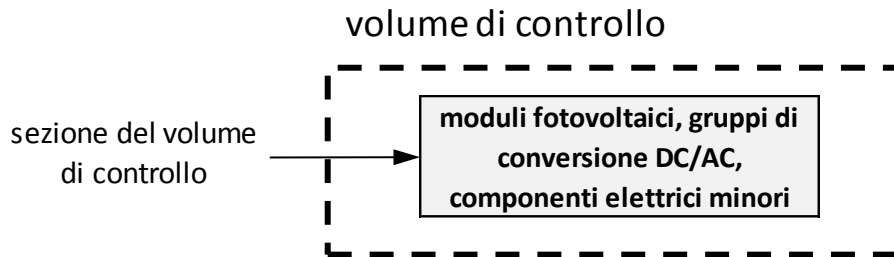 volume di controllo
sezione del volume
di controllo
moduli fotovoltaici, gruppi di
conversione DC/AC,
componenti elettrici minori